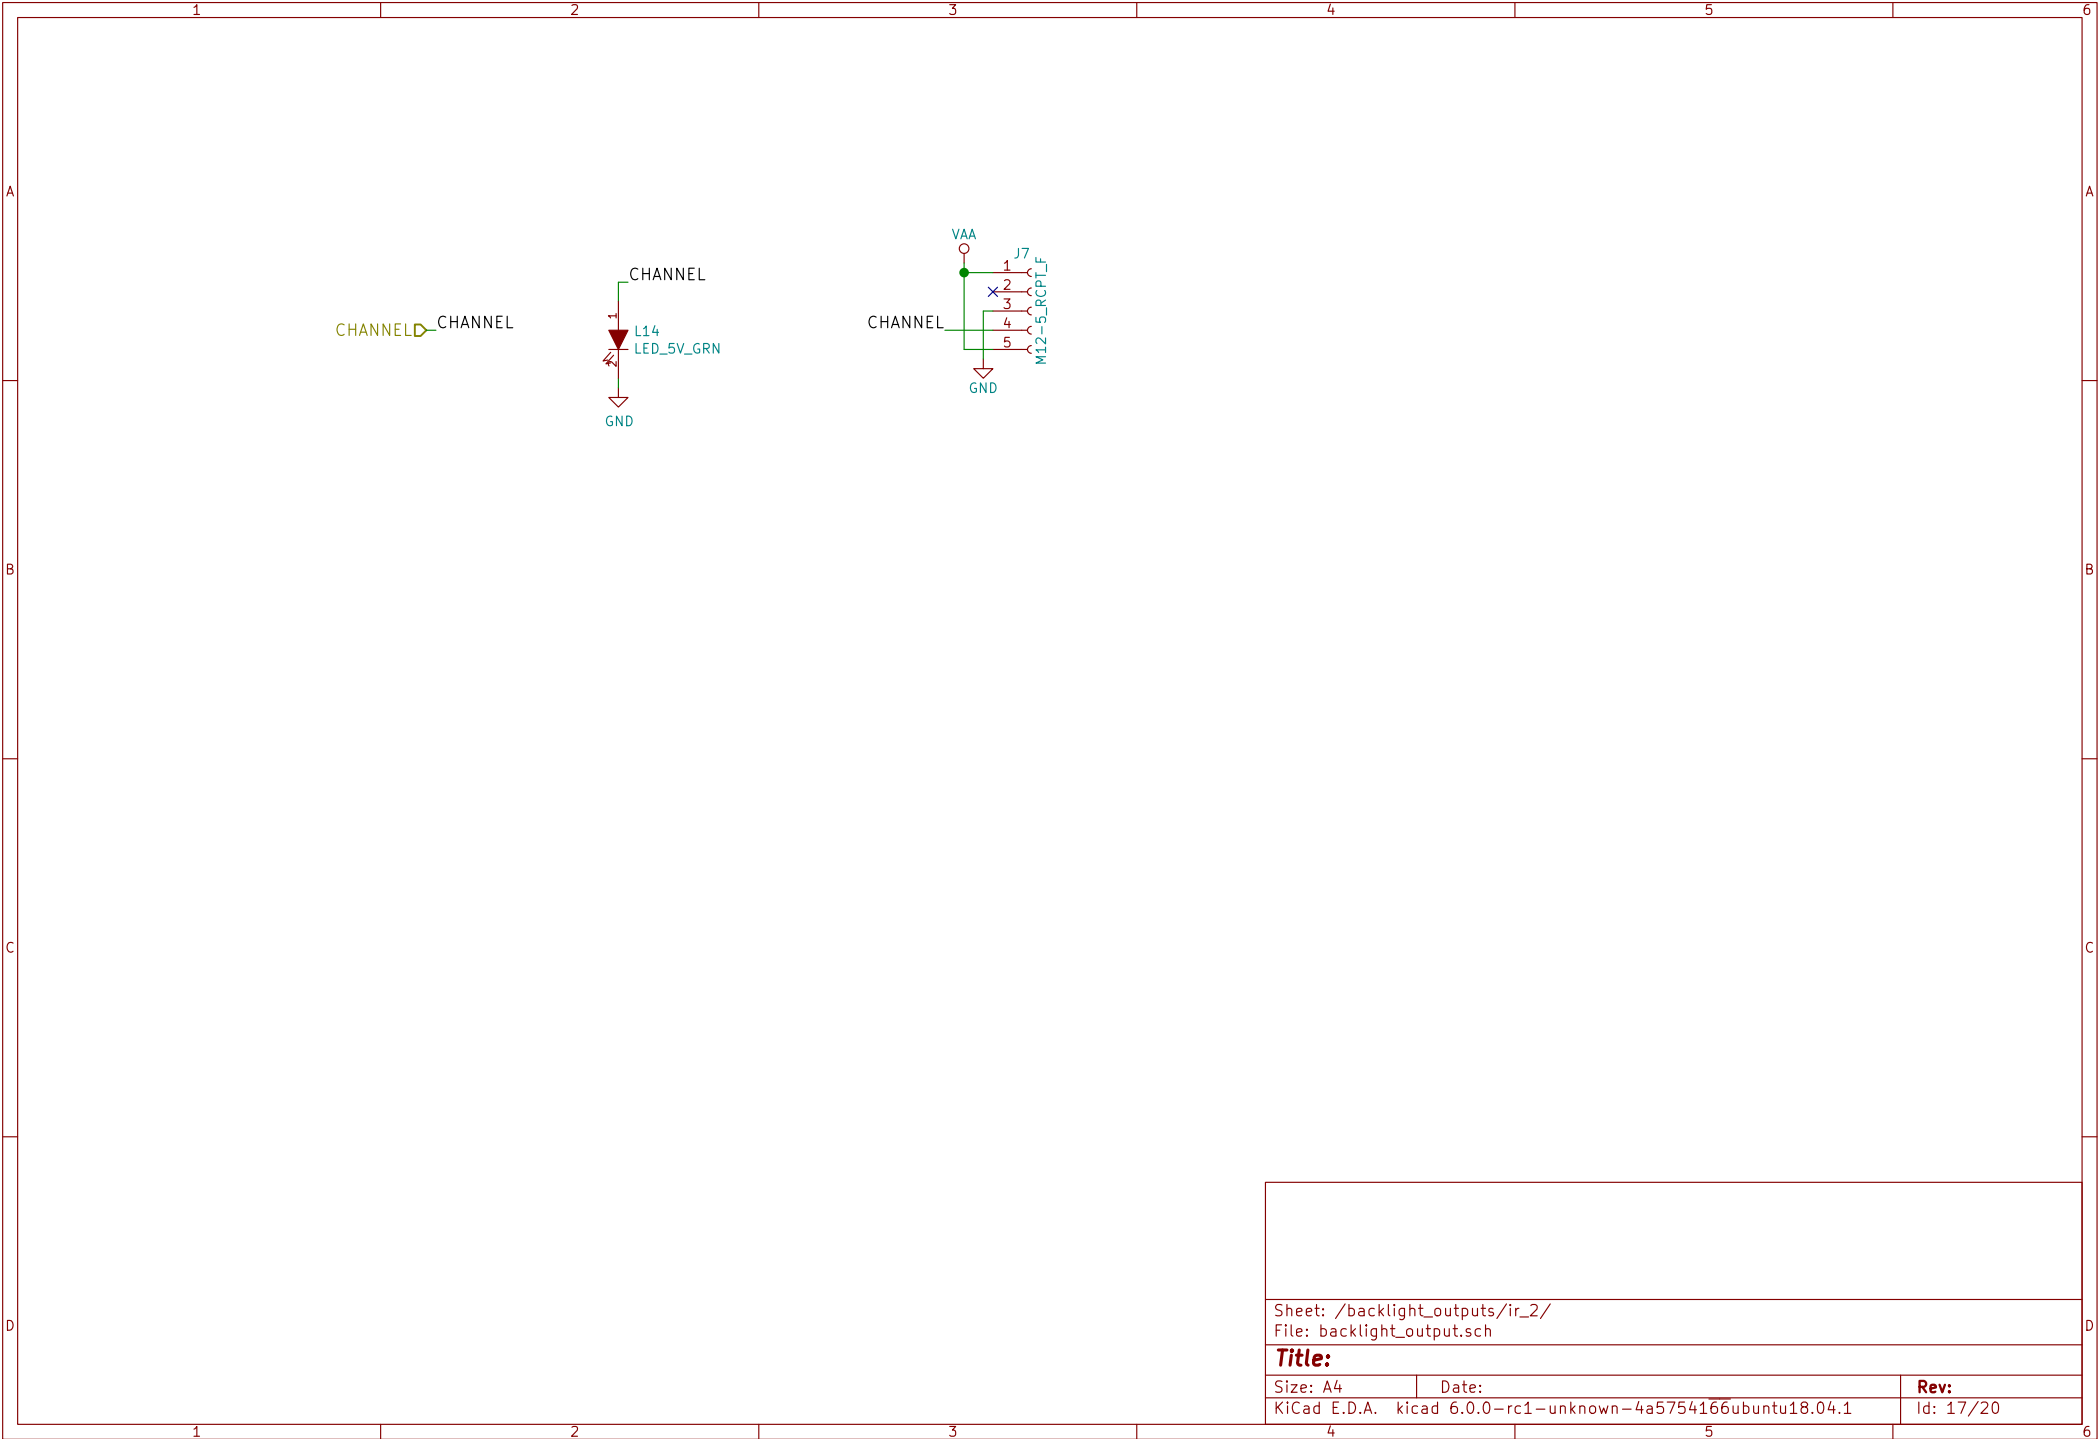 1 2 3 4 5 6
A A
VAA
J7
CHANNEL
1
1
2
3
4
5
M12-5_RCPT_F
CHANNEL CHANNEL
L14
LED_5V_GRN
2
CHANNEL
GND
GND
B B
C C
D D
Sheet: /backlight_outputs/ir_2/
File: backlight_output.sch
Title:
Size: A4 Date: Rev:
KiCad E.D.A. kicad 6.0.0-rc1-unknown-4a5754166ubuntu18.04.1 Id: 17/20
1 2 3 4 5 6